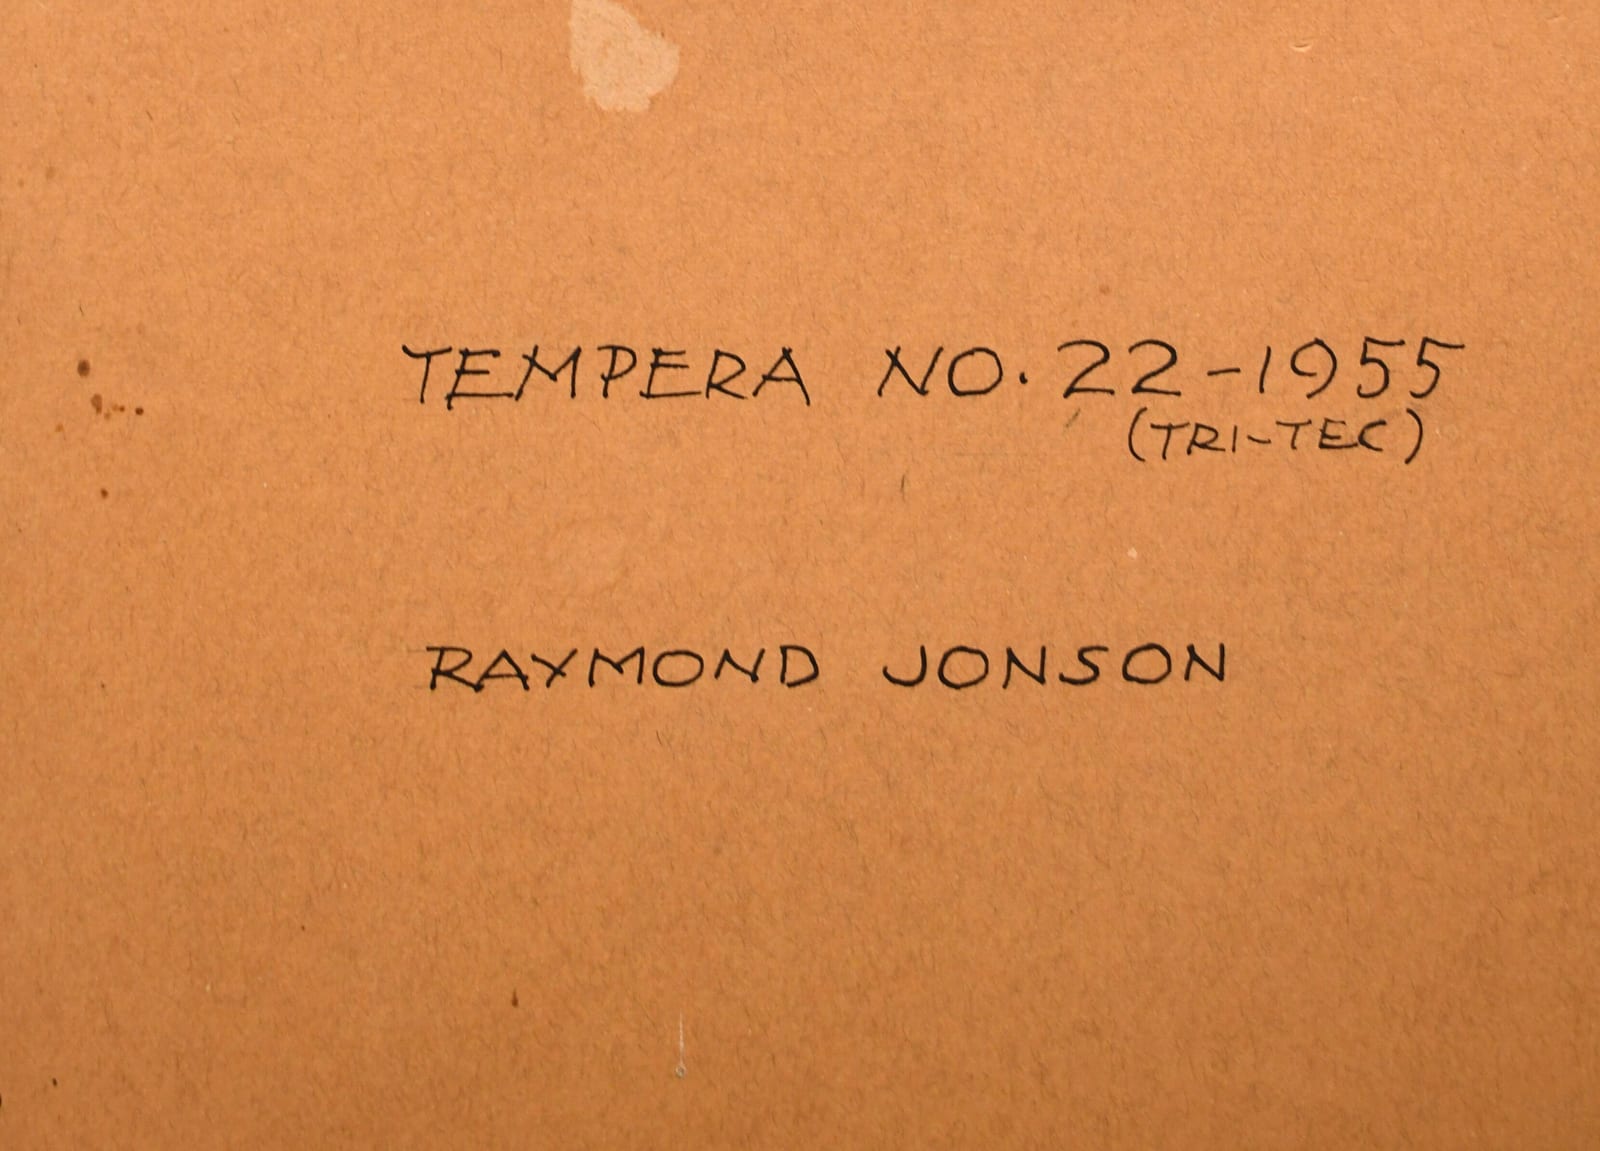 TEMPERA NO. 22-1955
(TRI-TEC)
RAYMOND JONSON